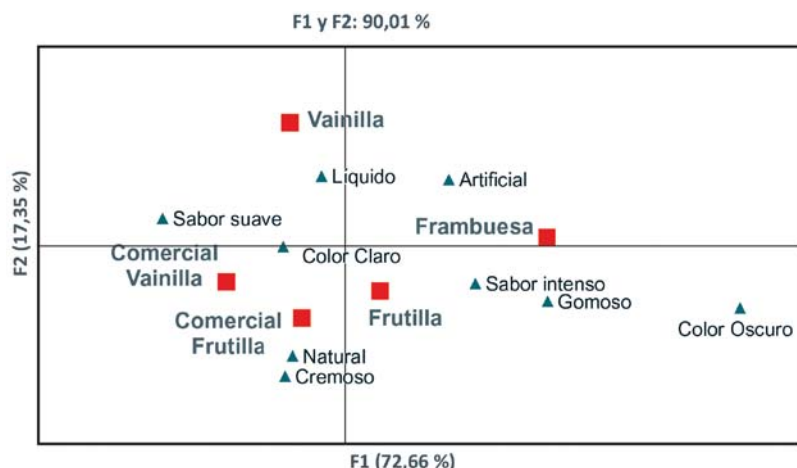 F1 y F2: 90,01 %
Vainilla
Líquido
Artificial
Sabor suave
Frambuesa
Comercial
Vainilla
Color Claro
Sabor intenso
Gomoso
Frutilla
Comercial
Frutilla
Color Oscuro
Natural
Cremoso
F2 (17,35 %)
F1 (72,66 %)